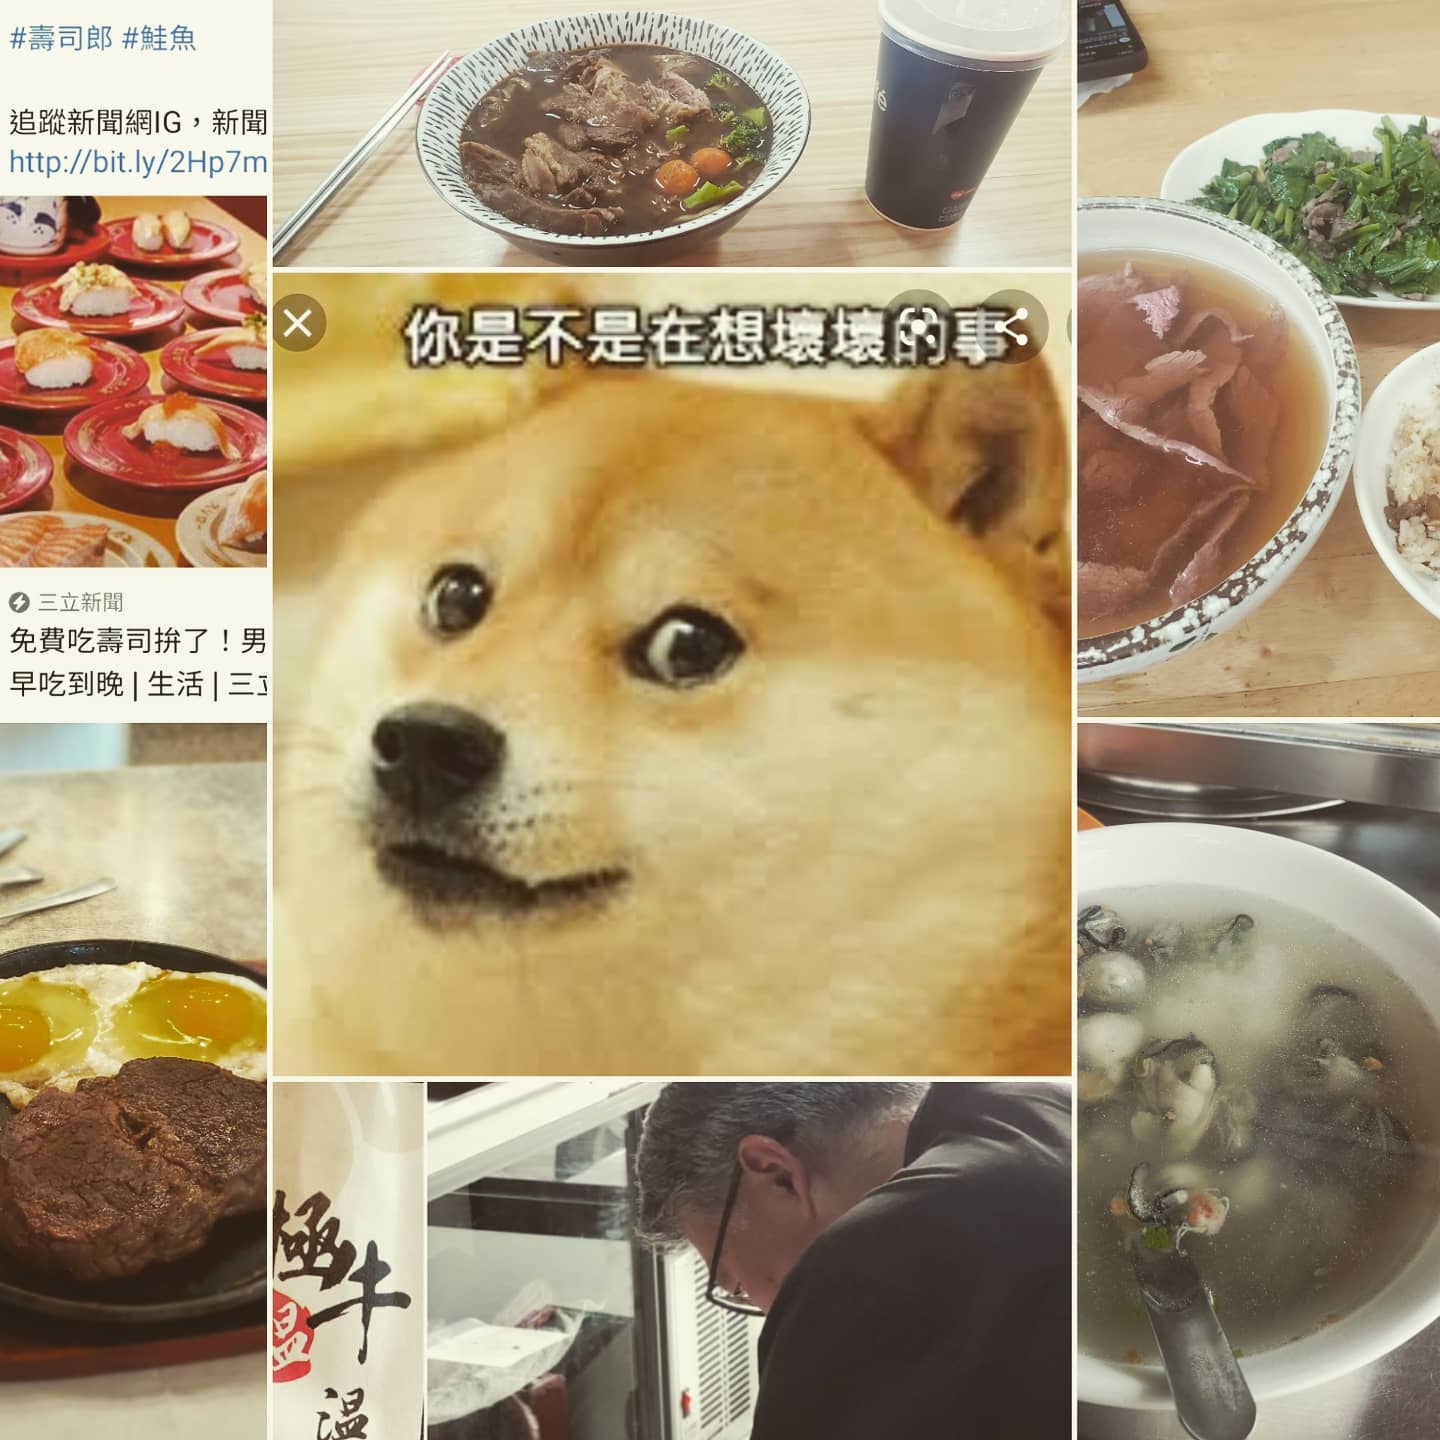 #壽司郎 #鮭魚
追蹤新聞網IG，新聞
http://bit.ly/2Hp7m
三立新聞
免費吃壽司拚了！男
早吃到晚 | 生活 | 三立
你是不是在想壞壞的事
極牛
溫
溫